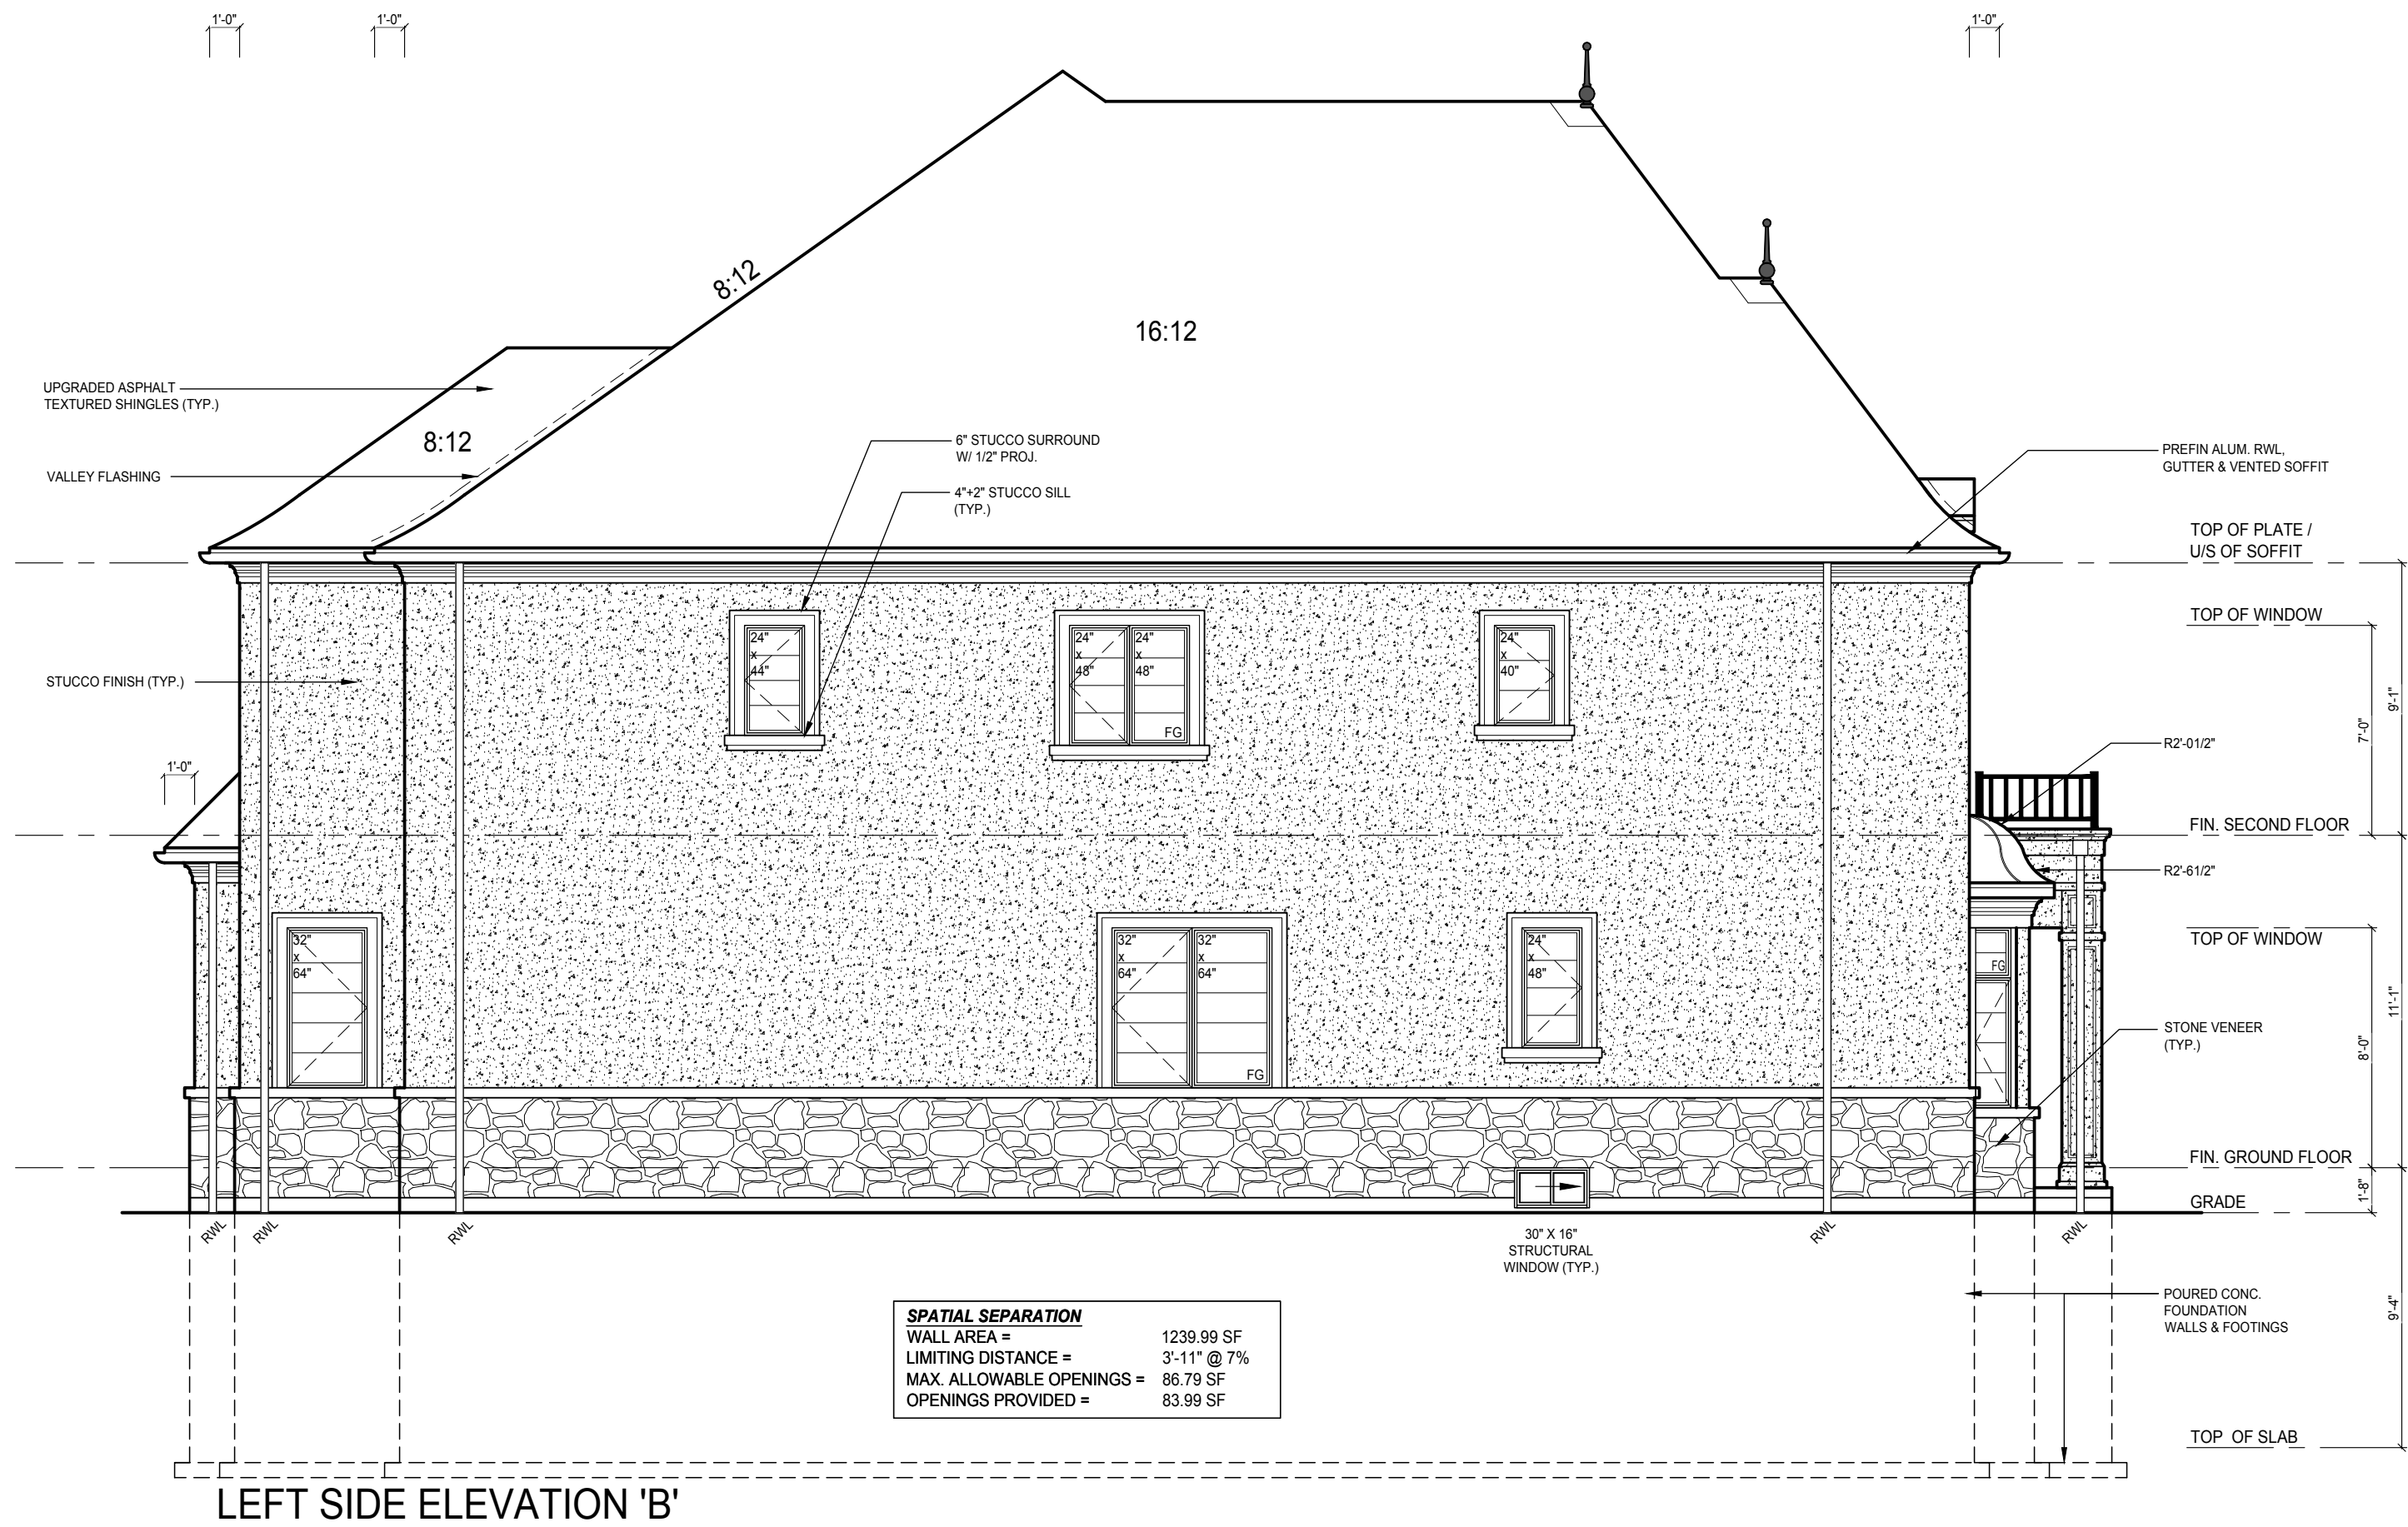 1'-0"
1'-0"
1'-0"
8:12
16:12
UPGRADED ASPHALT
TEXTURED SHINGLES (TYP.)
8:12
VALLEY FLASHING
6" STUCCO SURROUND
W/ 1/2" PROJ.
4"+2" STUCCO SILL
(TYP.)
PREFIN ALUM. RWL,
GUTTER & VENTED SOFFIT
TOP OF PLATE /
U/S OF SOFFIT
TOP OF WINDOW
24"
x
44"
24"
x
48"
24"
x
48"
FG
24"
x
40"
STUCCO FINISH (TYP.)
9'-1"
7'-0"
R2'-01/2"
1'-0"
FIN. SECOND FLOOR
R2'-61/2"
TOP OF WINDOW
32"
x
64"
32"
x
64"
32"
x
64"
FG
24"
x
48"
FG
11'-1"
8'-0"
STONE VENEER
(TYP.)
FIN. GROUND FLOOR
1'-8"
GRADE
RWL
RWL
RWL
RWL
RWL
30" X 16"
STRUCTURAL
WINDOW (TYP.)
POURED CONC.
FOUNDATION
WALLS & FOOTINGS
9'-4"
SPATIAL SEPARATION
WALL AREA = 1239.99 SF
LIMITING DISTANCE = 3'-11" @ 7%
MAX. ALLOWABLE OPENINGS = 86.79 SF
OPENINGS PROVIDED = 83.99 SF
TOP OF SLAB
LEFT SIDE ELEVATION 'B'